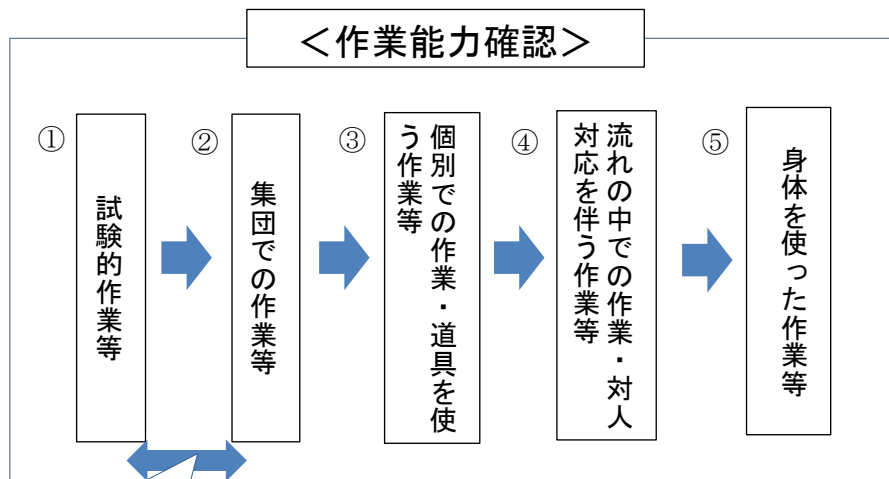 ＜作業能力確認＞
①
試験的作業等
②
集団での作業等
③
個別での作業・道具を使
う作業等
④
流れの中での作業・対人
対応を伴う作業等
⑤
身体を使った作業等